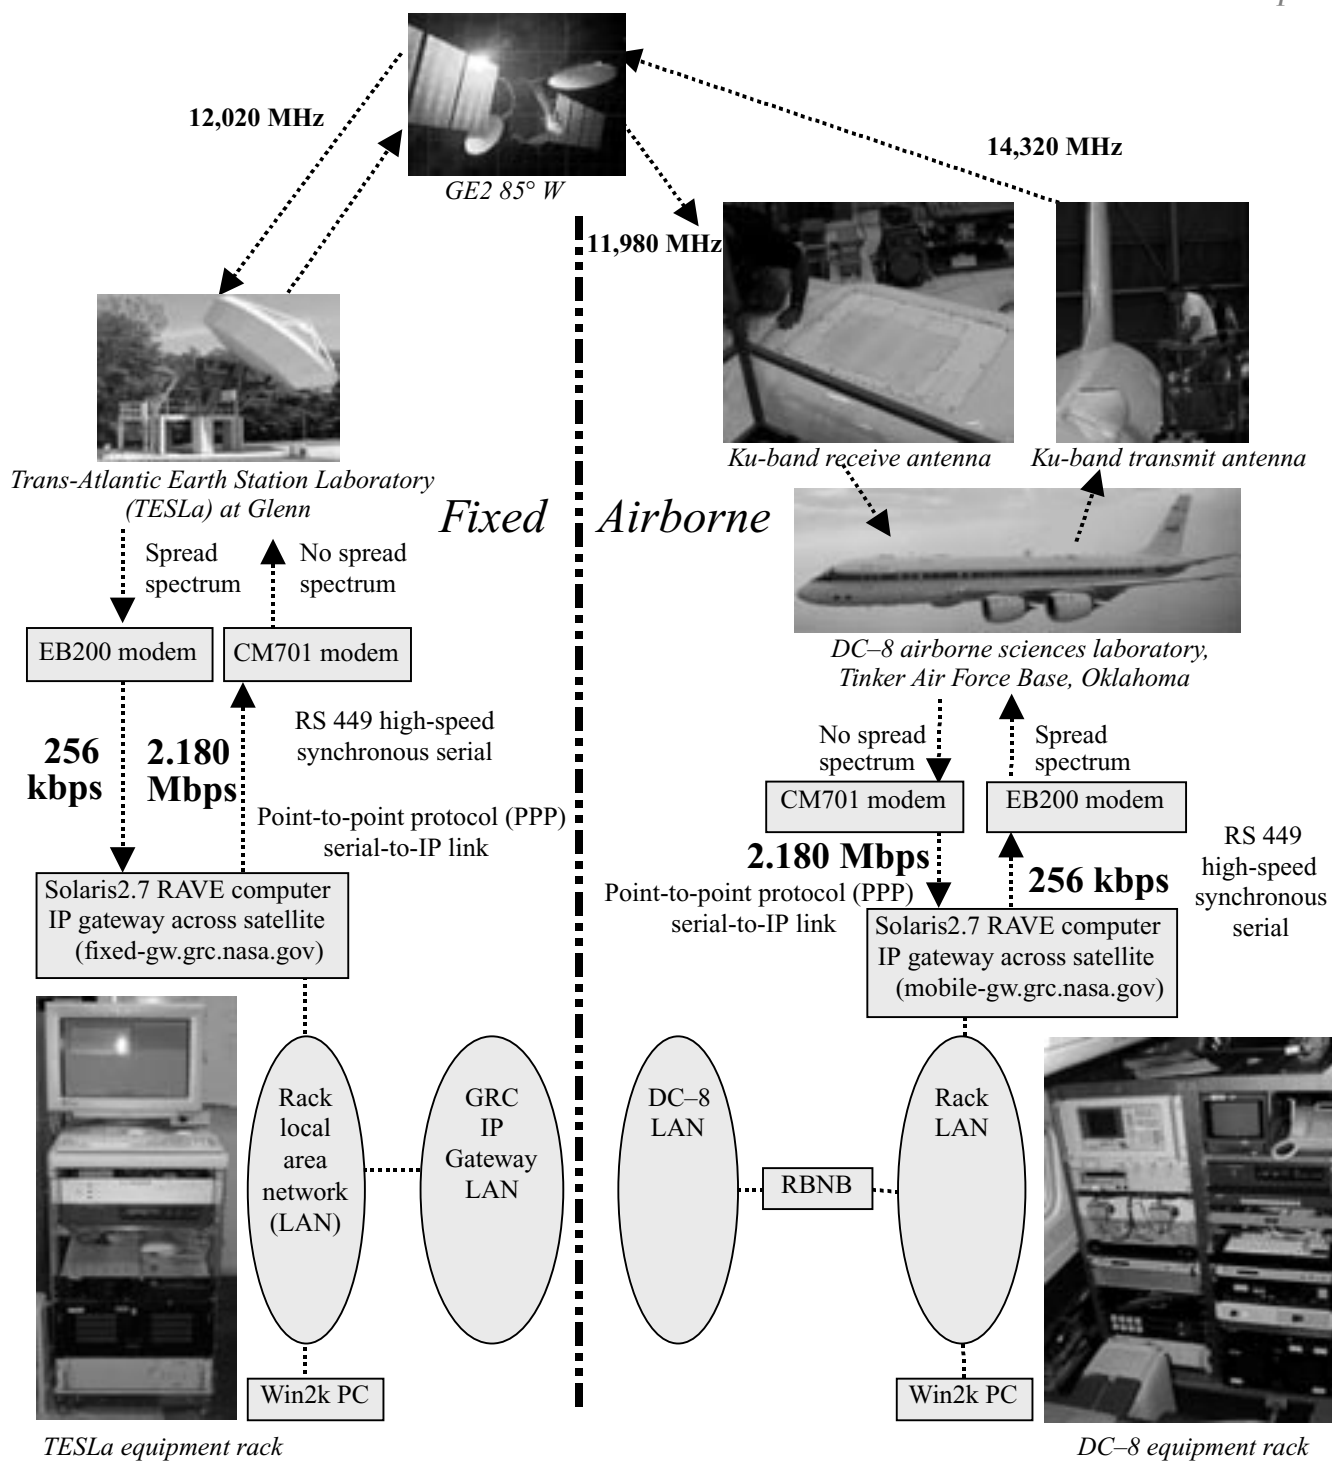 12,020 MHz
GE2 85° W
14,320 MHz
11,980 MHz
Trans-Atlantic Earth Station Laboratory
(TESLa) at Glenn
Ku-band receive antenna
Ku-band transmit antenna
Fixed
Airborne
Spread
spectrum
No spread
spectrum
EB200 modem
CM701 modem
DC–8 airborne sciences laboratory,
Tinker Air Force Base, Oklahoma
256
kbps
2.180
Mbps
RS 449 high-speed
synchronous serial
Point-to-point protocol (PPP)
serial-to-IP link
No spread
spectrum
Spread
spectrum
CM701 modem
EB200 modem
2.180 Mbps
Point-to-point protocol (PPP)
serial-to-IP link
256 kbps
RS 449
high-speed
synchronous
serial
Solaris2.7 RAVE computer
IP gateway across satellite
(fixed-gw.grc.nasa.gov)
Solaris2.7 RAVE computer
IP gateway across satellite
(mobile-gw.grc.nasa.gov)
Rack
local
area
network
(LAN)
GRC
IP
Gateway
LAN
DC–8
LAN
RBNB
Rack
LAN
Win2k PC
Win2k PC
TESLa equipment rack
DC–8 equipment rack